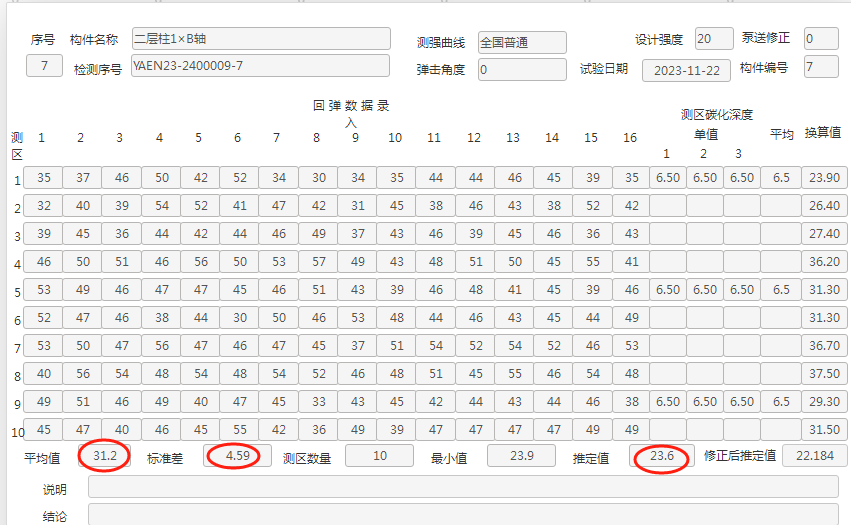 序号 构件名称 二层柱1×B轴 测强曲线 全国普通 设计强度 20 泵送修正 0
7 检测序号 YAEN23-2400009-7 弹击角度 0 试验日期 2023-11-22 构件编号 7
回弹数据录入 测区碳化深度
测区 1 2 3 4 5 6 7 8 9 10 11 12 13 14 15 16 单值 平均 换算值
1 2 3
1 35 37 46 50 42 52 34 30 34 35 44 44 46 45 39 35 6.50 6.50 6.50 6.5 23.90
2 32 40 39 54 52 41 47 42 31 45 38 46 43 38 52 42 26.40
3 39 45 36 44 42 44 46 49 37 43 46 39 45 46 36 43 27.40
4 46 50 51 46 56 50 53 57 49 43 48 51 50 45 55 41 36.20
5 53 49 46 47 47 45 46 51 43 39 46 48 41 45 39 46 6.50 6.50 6.50 6.5 31.30
6 52 47 46 38 44 30 50 46 53 48 44 46 43 45 44 49 31.30
7 53 50 47 56 47 46 47 45 37 51 54 52 54 52 46 53 36.70
8 40 56 54 48 54 48 54 52 46 48 51 45 55 46 54 48 37.50
9 49 51 46 49 40 47 45 33 43 45 42 44 43 44 46 38 6.50 6.50 6.50 6.5 29.30
10 45 47 40 46 45 55 42 36 49 39 47 47 47 47 49 49 31.50
平均值 31.2 标准差 4.59 测区数量 10 最小值 23.9 推定值 23.6 修正后推定值 22.184
说明
结论